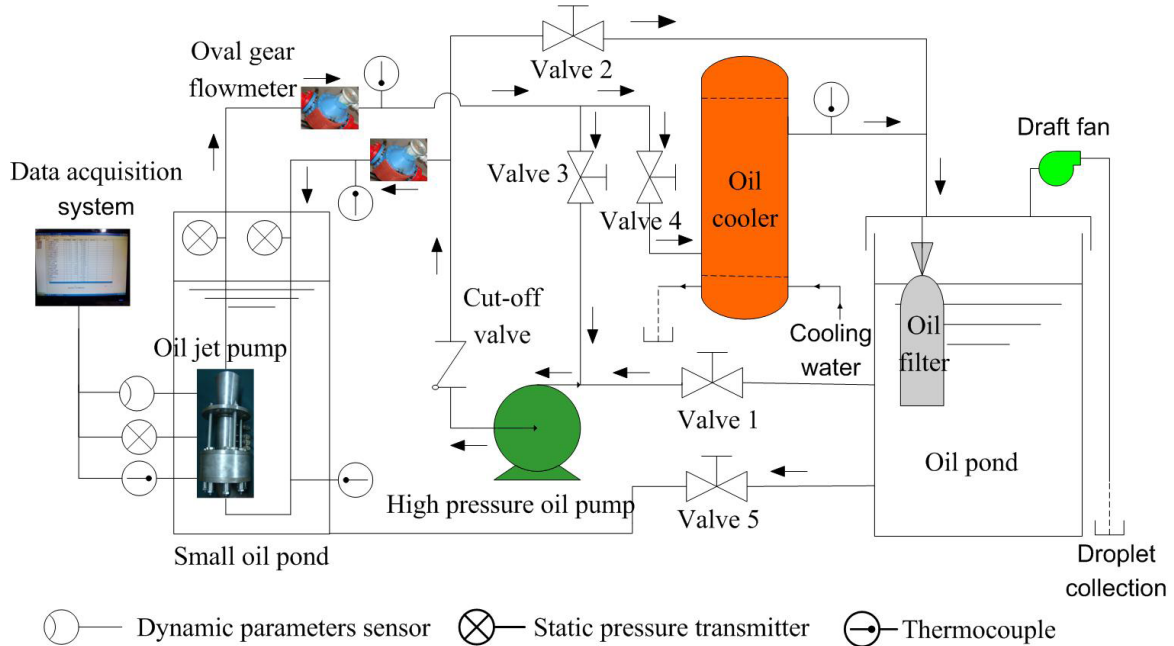 Valve 2
Oval gear
flowmeter
Data acquisition
system
Valve 3
Valve 4
Oil
cooler
Draft fan
Cut-off
valve
Cooling
water
Oil
filter
Oil jet pump
Valve 1
High pressure oil pump
Valve 5
Oil pond
Small oil pond
Droplet
collection
Dynamic parameters sensor
Static pressure transmitter
Thermocouple